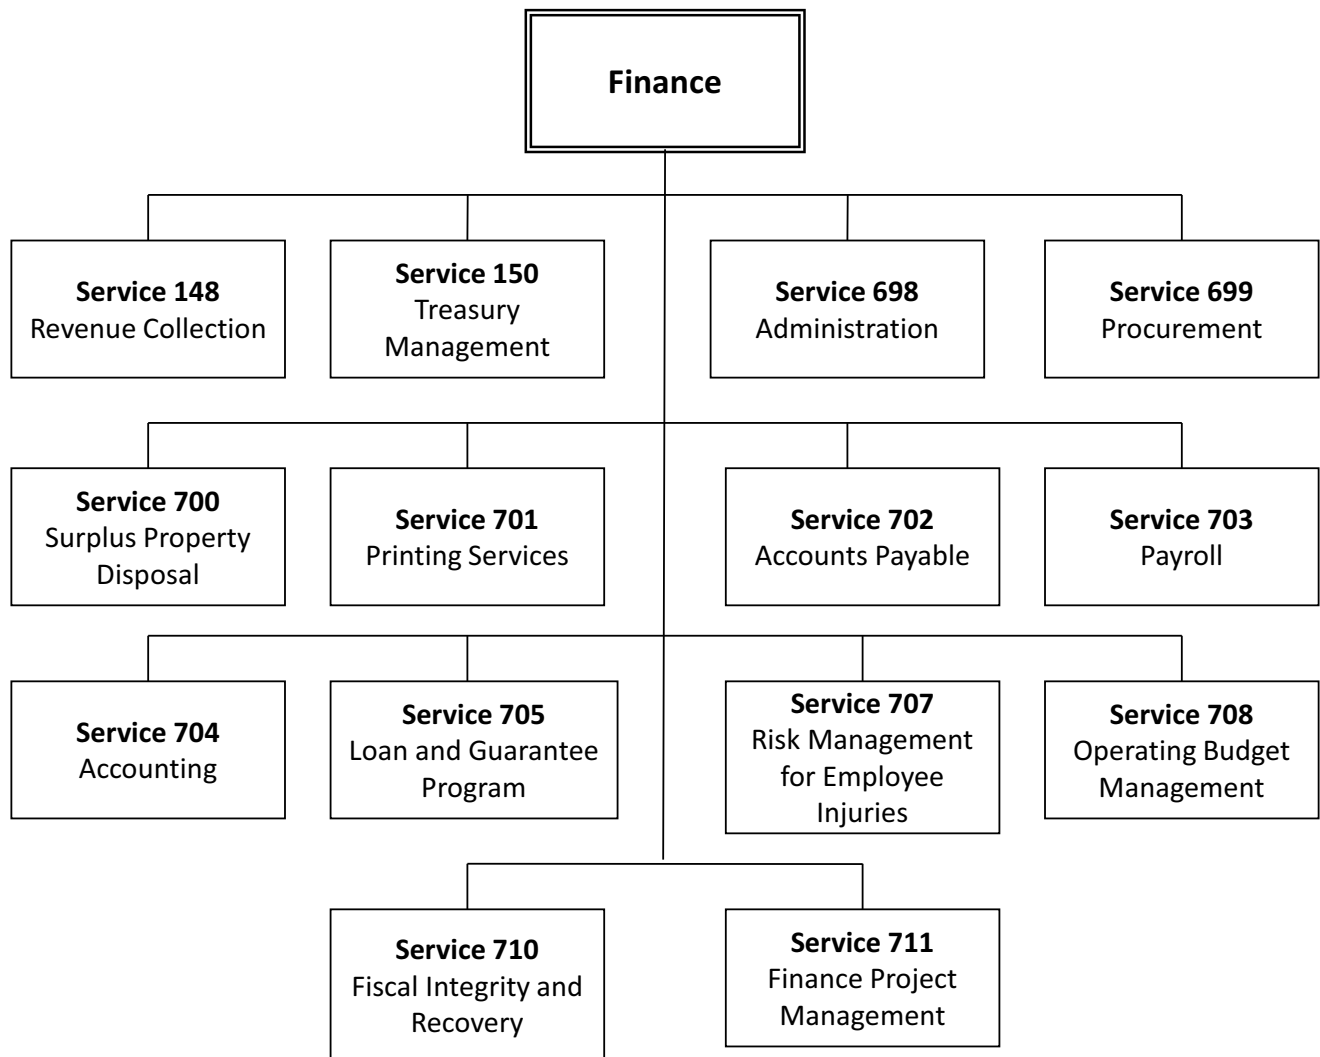 Finance
Service 148
Revenue Collection
Service 150
Treasury
Management
Service 698
Administration
Service 699
Procurement
Service 700
Surplus Property
Disposal
Service 701
Printing Services
Service 702
Accounts Payable
Service 703
Payroll
Service 704
Accounting
Service 705
Loan and Guarantee
Program
Service 707
Risk Management
for Employee
Injuries
Service 708
Operating Budget
Management
Service 710
Fiscal Integrity and
Recovery
Service 711
Finance Project
Management